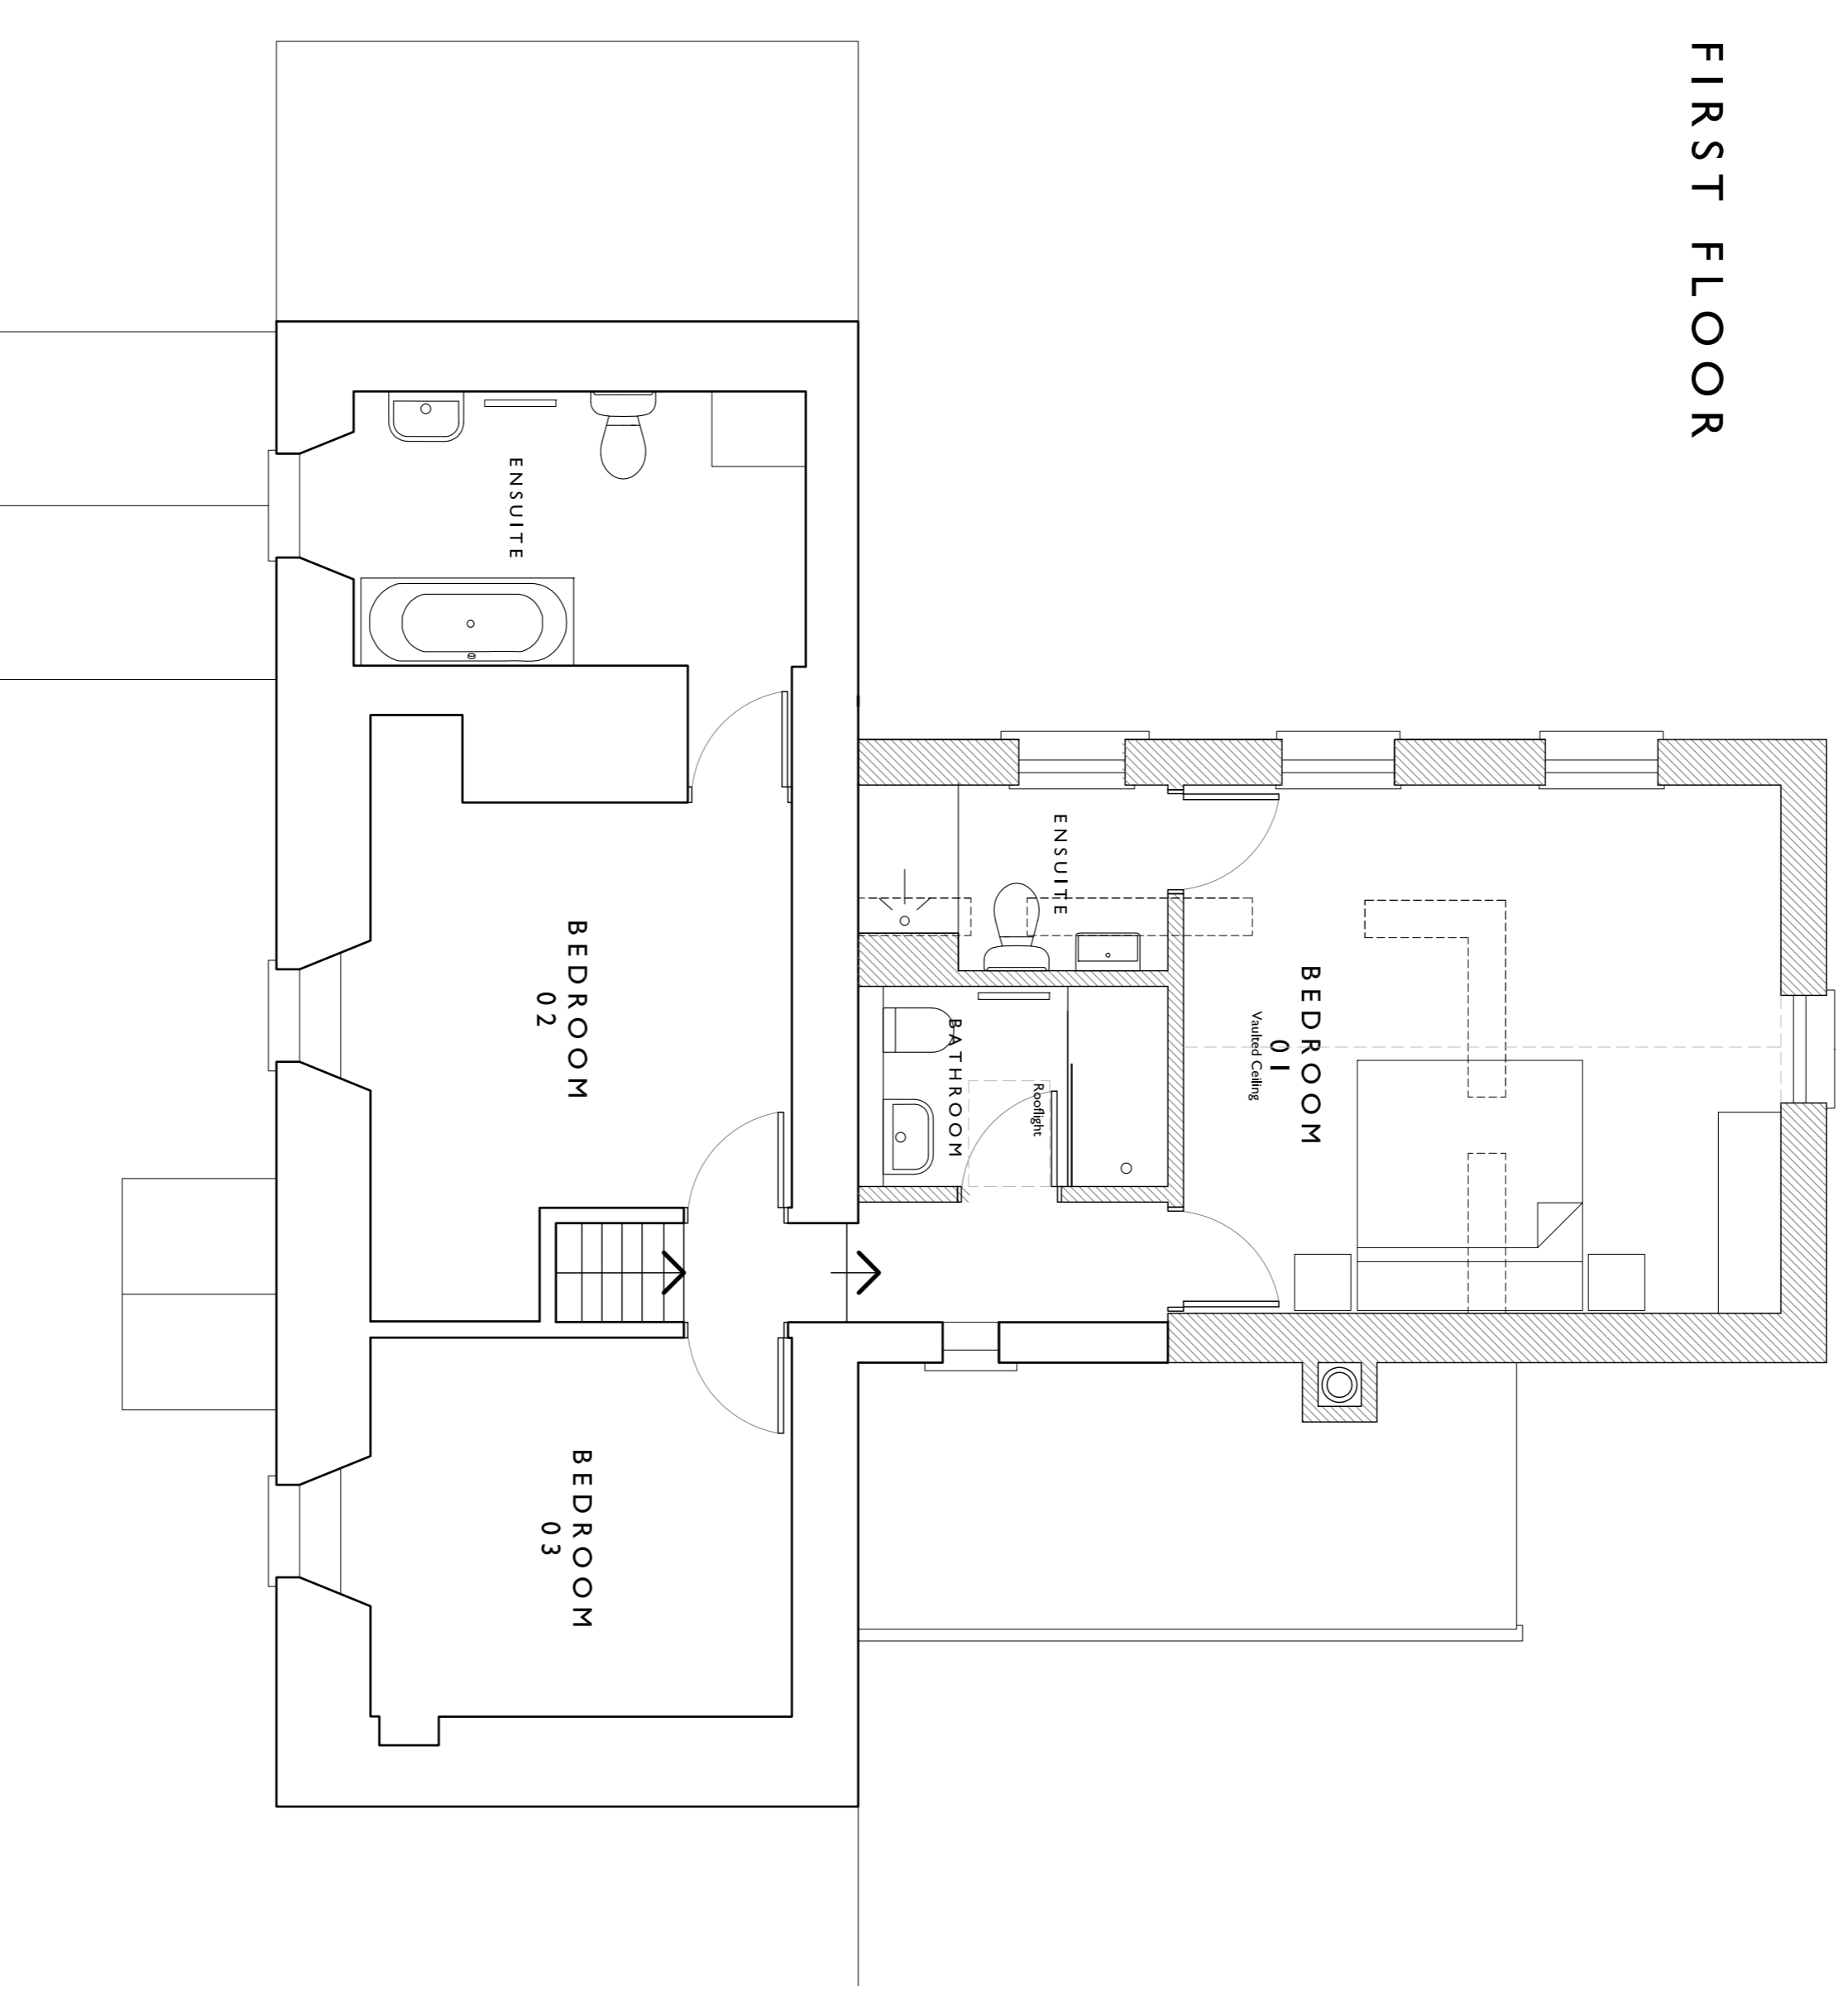 FIRST FLOOR
BEDROOM
01
Vaulted Ceiling
ENSUITE
Rooflight
BATHROOM
BEDROOM
02
BEDROOM
03
ENSUITE